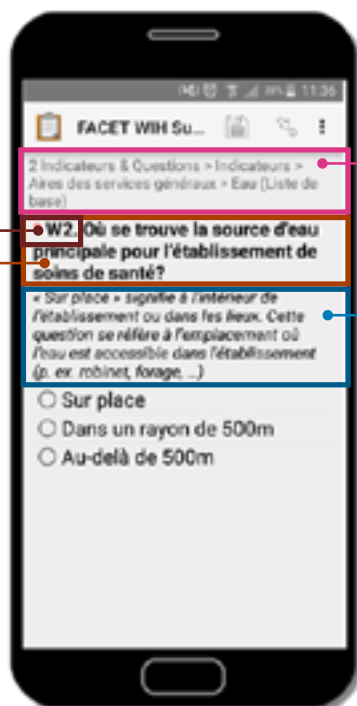 11:36
FACET WIH Su...
2 Indicateurs & Questions > Indicateurs >
Aires des services généraux > Eau (Liste de
base)
W2. Où se trouve la source d'eau
principale pour l'établissement de
soins de santé?
« Sur place » signifie à l'intérieur de
l'établissement ou dans les lieux. Cette
question se réfère à l'emplacement où
l'eau est accessible dans l'établissement
(p. ex. robinet, forage, ...)
Sur place
Dans un rayon de 500m
Au-delà de 500m